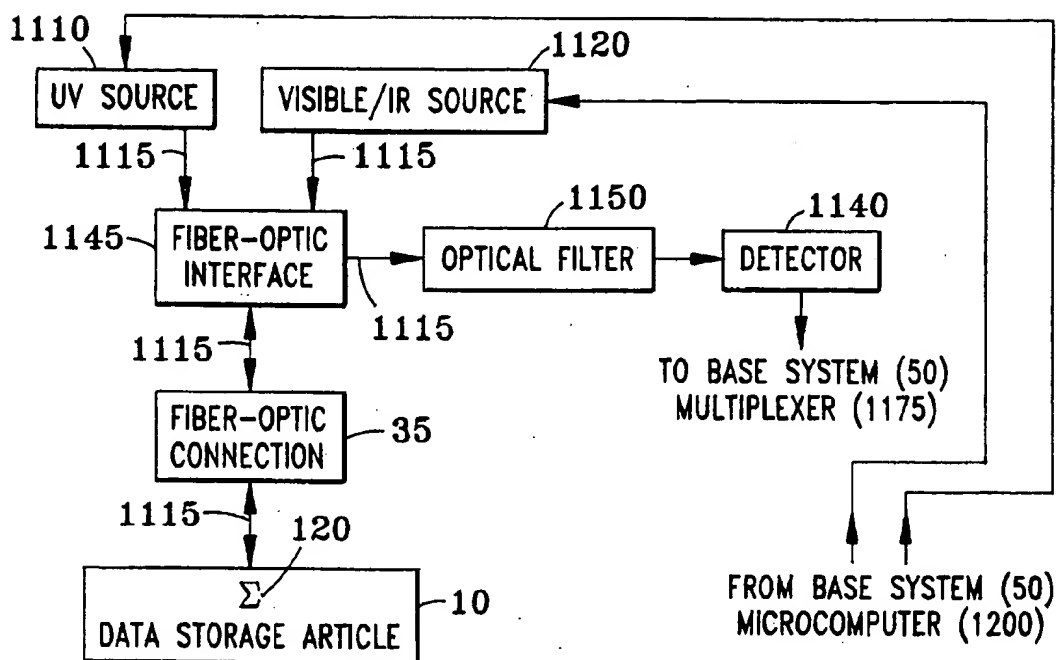 1110
1120
UV SOURCE
VISIBLE/IR SOURCE
1115
1115
1150
1140
1145
FIBER-OPTIC
INTERFACE
OPTICAL FILTER
DETECTOR
1115
1115
TO BASE SYSTEM (50)
MULTIPLEXER (1175)
FIBER-OPTIC
CONNECTION
35
1115
120
Σ
DATA STORAGE ARTICLE
10
FROM BASE SYSTEM (50)
MICROCOMPUTER (1200)